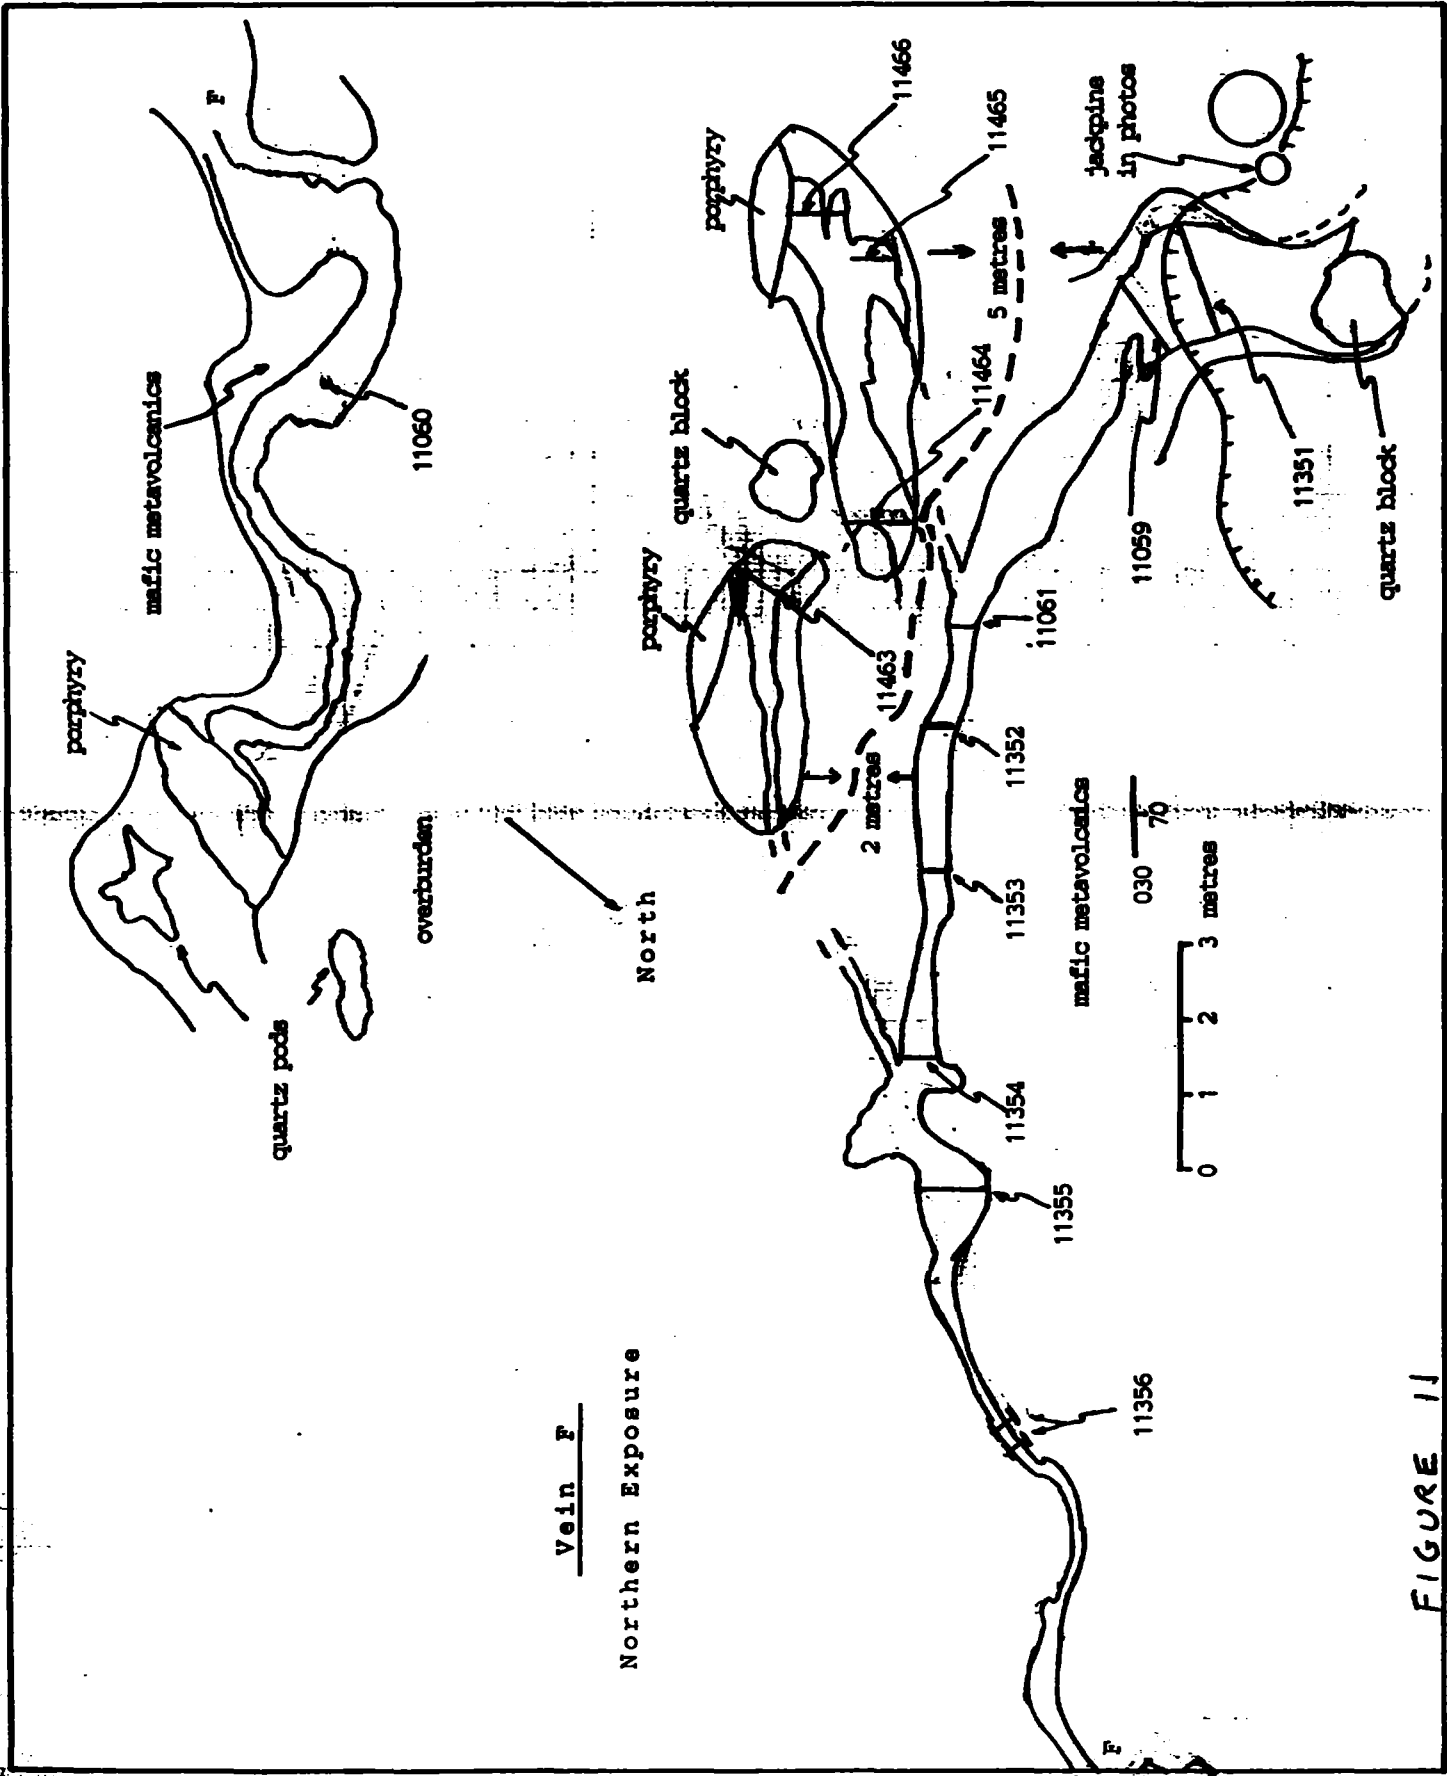 Vein F
Northern Exposure
quartz pods
porphyry
mafic metavolcanics
F
11060
overburden
North
porphyry
quartz block
porphyry
11466
11465
11464
11463
2 metres
5 metres
jackpine
in photos
11061
11352
11353
11354
11355
11356
11059
11351
quartz block
mafic metavolcaics
030
70
0 1 2 3 metres
F
FIGURE 11